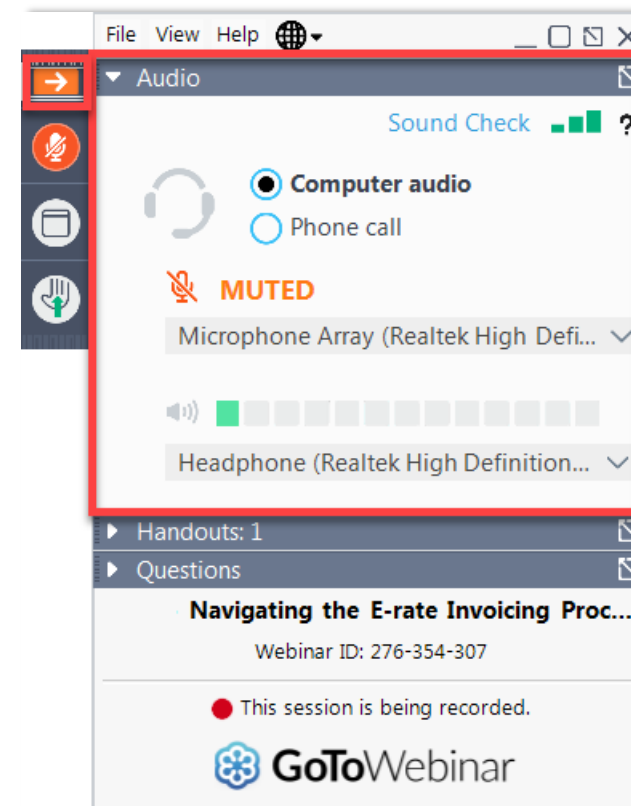 File View Help
Audio
Sound Check ?
Computer audio
Phone call
MUTED
Microphone Array (Realtek High Defi...
Headphone (Realtek High Definition...
Handouts: 1
Questions
Navigating the E-rate Invoicing Proc...
Webinar ID: 276-354-307
This session is being recorded.
GoToWebinar